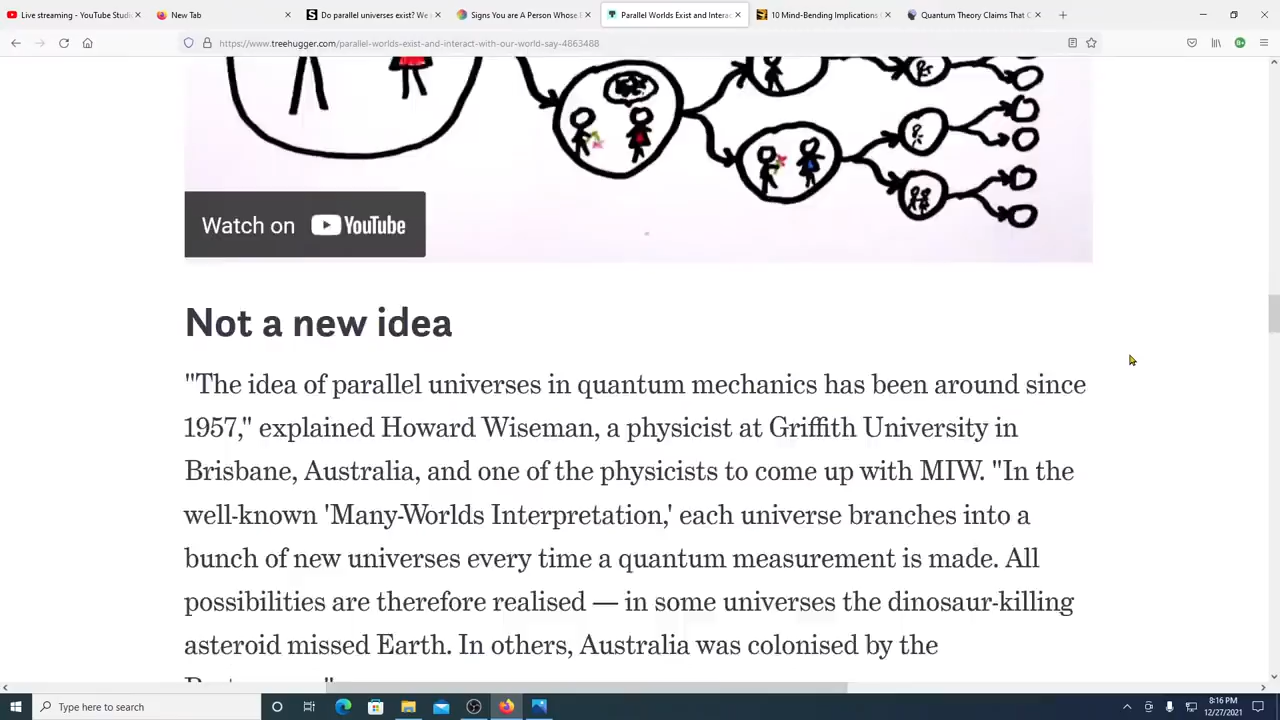 Live streaming - YouTube Studi
New Tab
Do parallel universes exist? We
Signs You are A Person Whose
Parallel Worlds Exist and Intera
10 Mind-Bending Implications
Quantum Theory Claims That C
https://www.treehugger.com/parallel-worlds-exist-and-interact-with-our-world-say-4863488
Watch on YouTube
Not a new idea
"The idea of parallel universes in quantum mechanics has been around since
1957," explained Howard Wiseman, a physicist at Griffith University in
Brisbane, Australia, and one of the physicists to come up with MIW. "In the
well-known 'Many-Worlds Interpretation,' each universe branches into a
bunch of new universes every time a quantum measurement is made. All
possibilities are therefore realised — in some universes the dinosaur-killing
asteroid missed Earth. In others, Australia was colonised by the
Type here to search
8:16 PM
12/27/2021